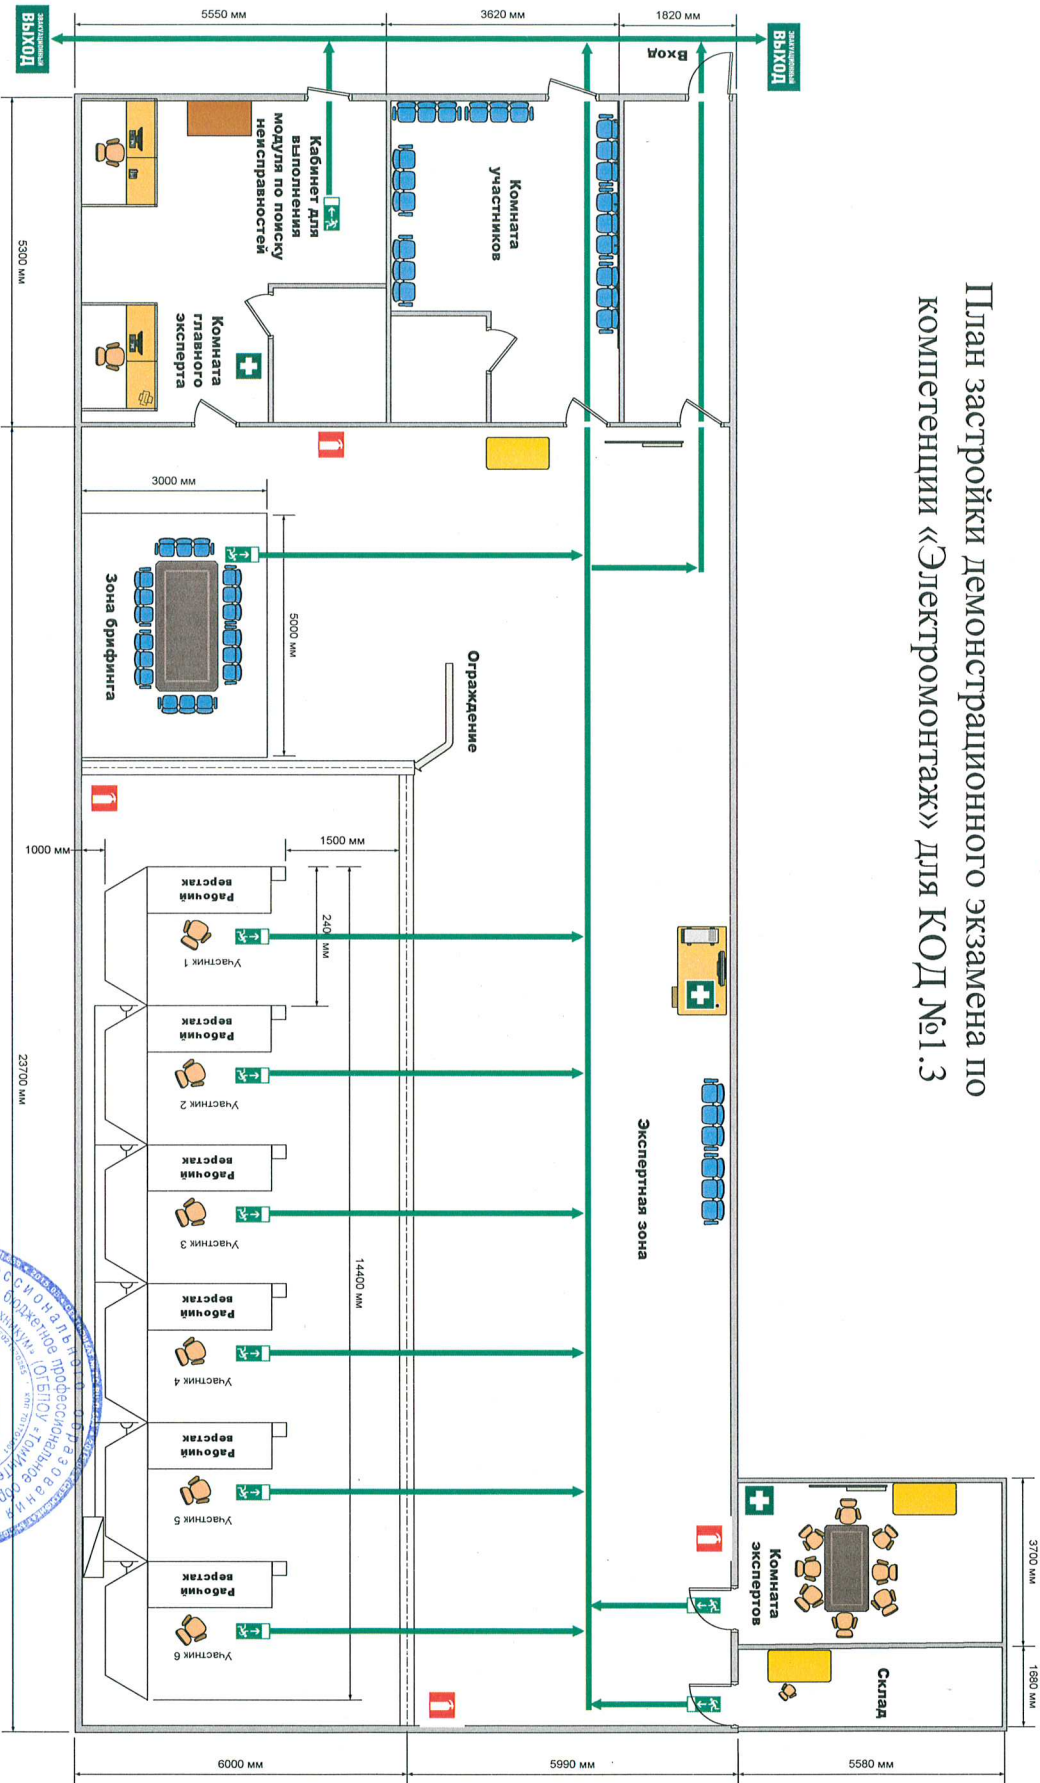 План застройки демонстрационного экзамена по
компетенции «Электромонтаж» для КОД №1.3
ЭВАКУАЦИОННЫЙ
ВЫХОД
ЭВАКУАЦИОННЫЙ
ВЫХОД
5550 мм
3620 мм
1820 мм
Вход
5300 мм
23700 мм
Кабинет для
выполнения
модуля по поиску
неисправностей
Комната
участников
Комната
главного
эксперта
3000 мм
5000 мм
Зона брифинга
Ограждение
1000 мм
1500 мм
2400 мм
14400 мм
Рабочий
верстак
Участник 1
Рабочий
верстак
Участник 2
Рабочий
верстак
Участник 3
Рабочий
верстак
Участник 4
Рабочий
верстак
Участник 5
Рабочий
верстак
Участник 6
Экспертная зона
Комната
экспертов
Склад
3700 мм
1680 мм
6000 мм
5990 мм
5580 мм